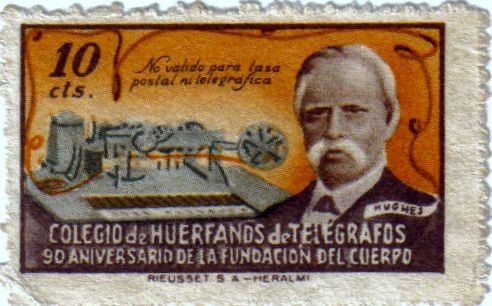 10
cts.
No valido para tasa
postal ni telegrafica
HUGHES
COLEGIO de HUERFANOS de TELÉGRAFOS
90 ANIVERSARIO DE LA FUNDACION DEL CUERPO
RIEUSSET S A - HERALMI